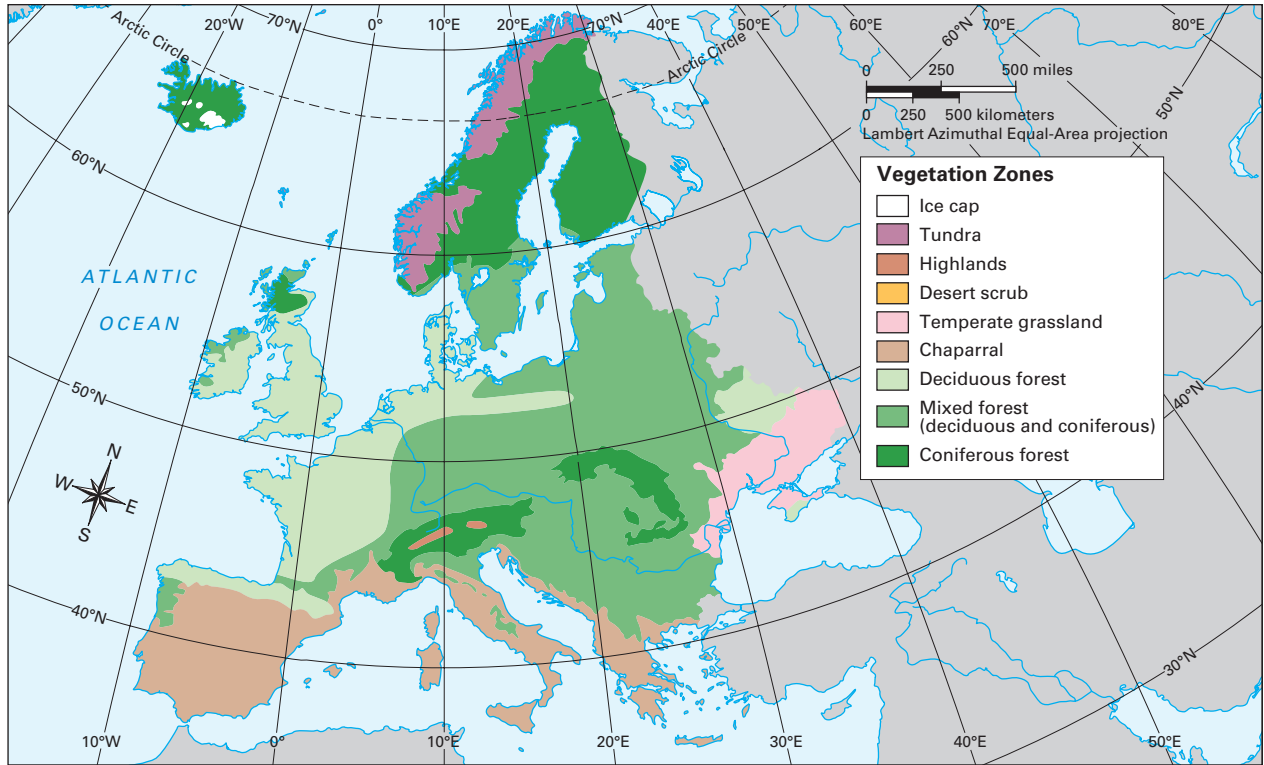 Arctic Circle
20°W
70°N
0°
10°E
20°E
70°N
40°E
50°E
60°E
60°N
70°E
80°E
Arctic Circle
0 250 500 miles
0 250 500 kilometers
Lambert Azimuthal Equal-Area projection
50°N
60°N
Vegetation Zones
Ice cap
Tundra
Highlands
Desert scrub
Temperate grassland
Chaparral
Deciduous forest
Mixed forest
(deciduous and coniferous)
Coniferous forest
ATLANTIC
OCEAN
50°N
40°N
N
W
E
S
40°N
30°N
10°W
0°
10°E
20°E
30°E
40°E
50°E